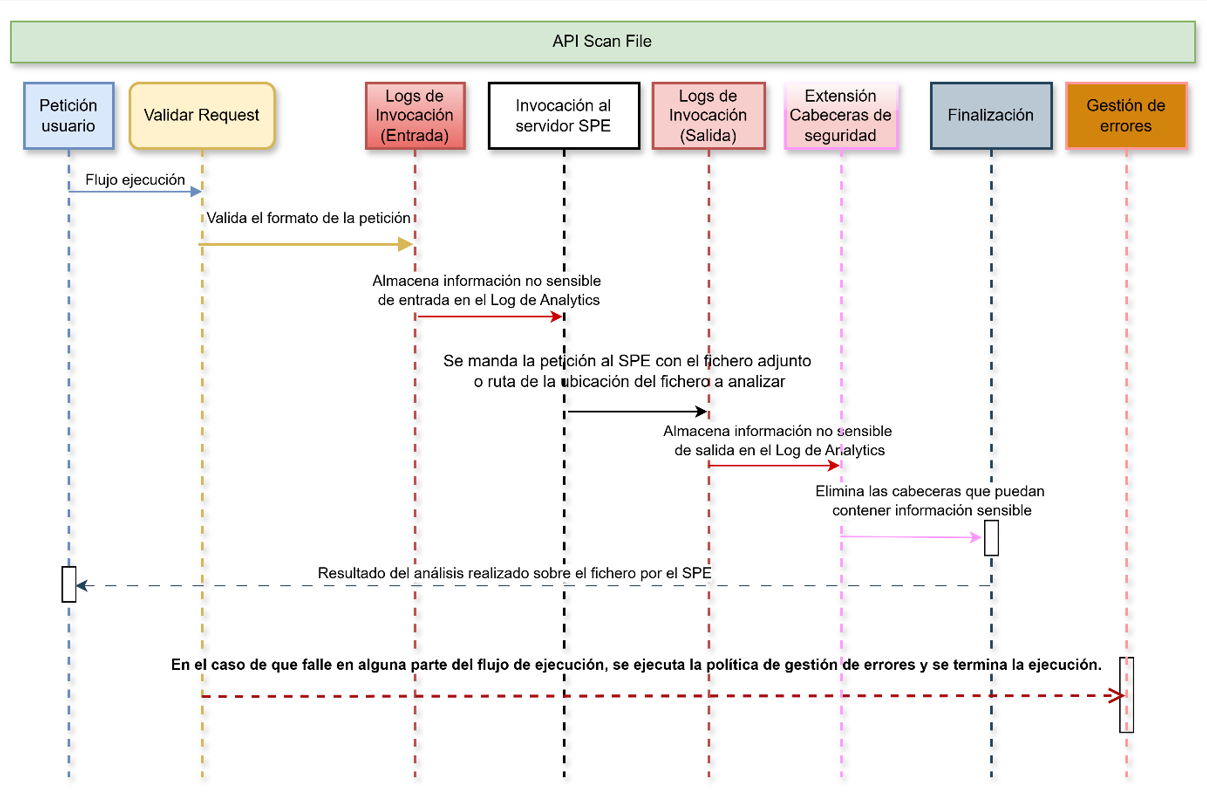 API Scan File
Petición
usuario
Validar Request
Logs de
Invocación
(Entrada)
Invocación al
servidor SPE
Logs de
Invocación
(Salida)
Extensión
Cabeceras de
seguridad
Finalización
Gestión de
errores
Flujo ejecución
Valida el formato de la petición
Almacena información no sensible
de entrada en el Log de Analytics
Se manda la petición al SPE con el fichero adjunto
o ruta de la ubicación del fichero a analizar
Almacena información no sensible
de salida en el Log de Analytics
Elimina las cabeceras que puedan
contener información sensible
Resultado del análisis realizado sobre el fichero por el SPE
En el caso de que falle en alguna parte del flujo de ejecución, se ejecuta la política de gestión de errores y se termina la ejecución.